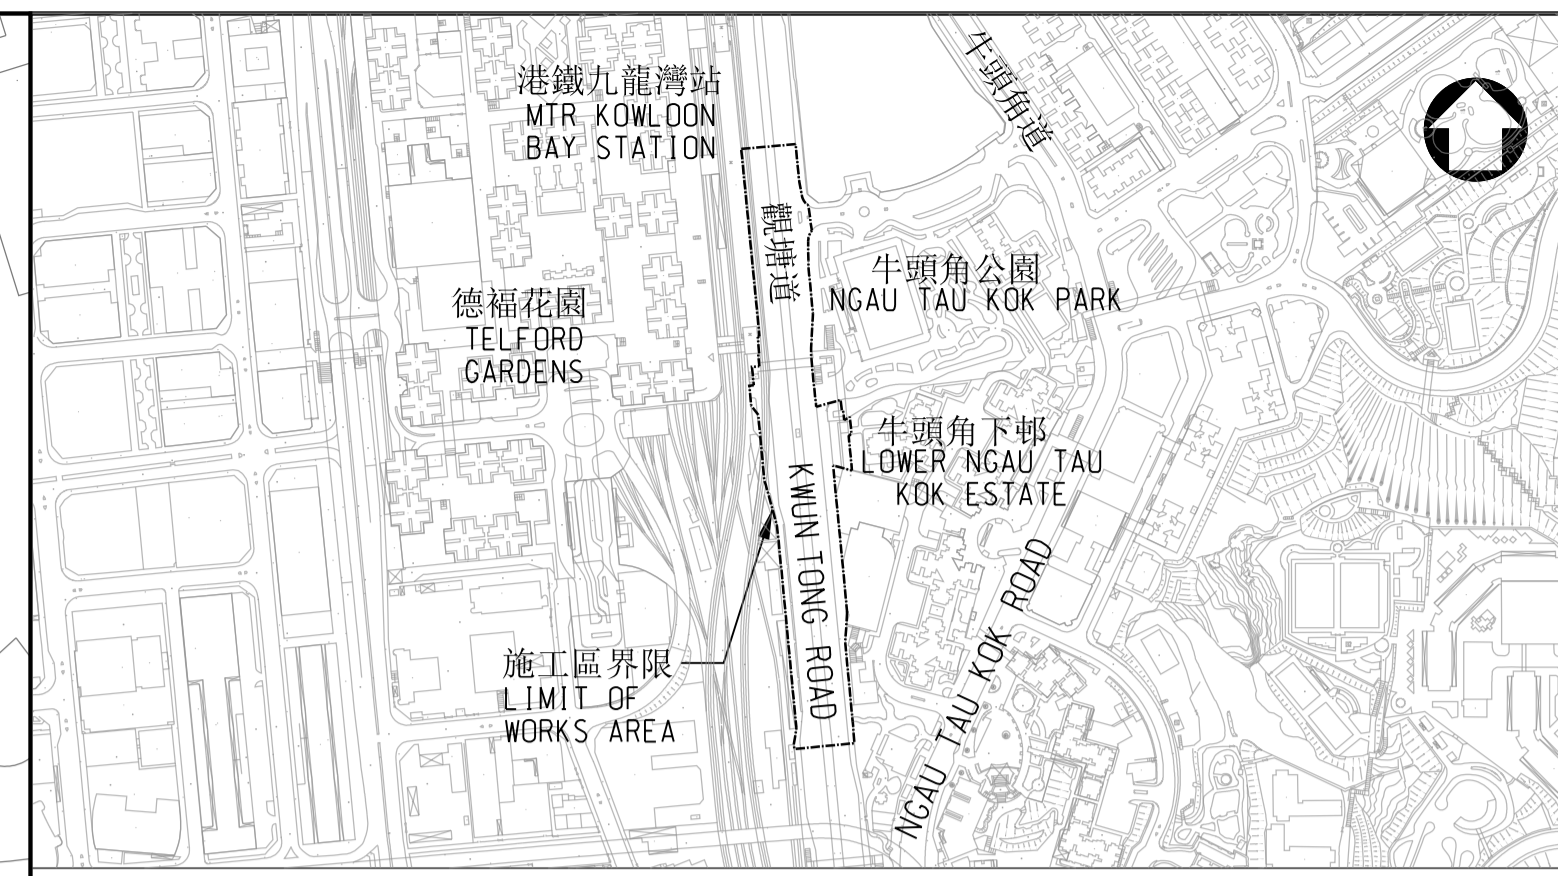 港鐵九龍灣站
MTR KOWLOON
BAY STATION
牛頭角道
觀塘道
牛頭角公園
NGAU TAU KOK PARK
德福花園
TELFORD
GARDENS
牛頭角下邨
LOWER NGAU TAU
KOK ESTATE
KWUN TONG ROAD
NGAU TAU KOK ROAD
施工區界限
LIMIT OF
WORKS AREA